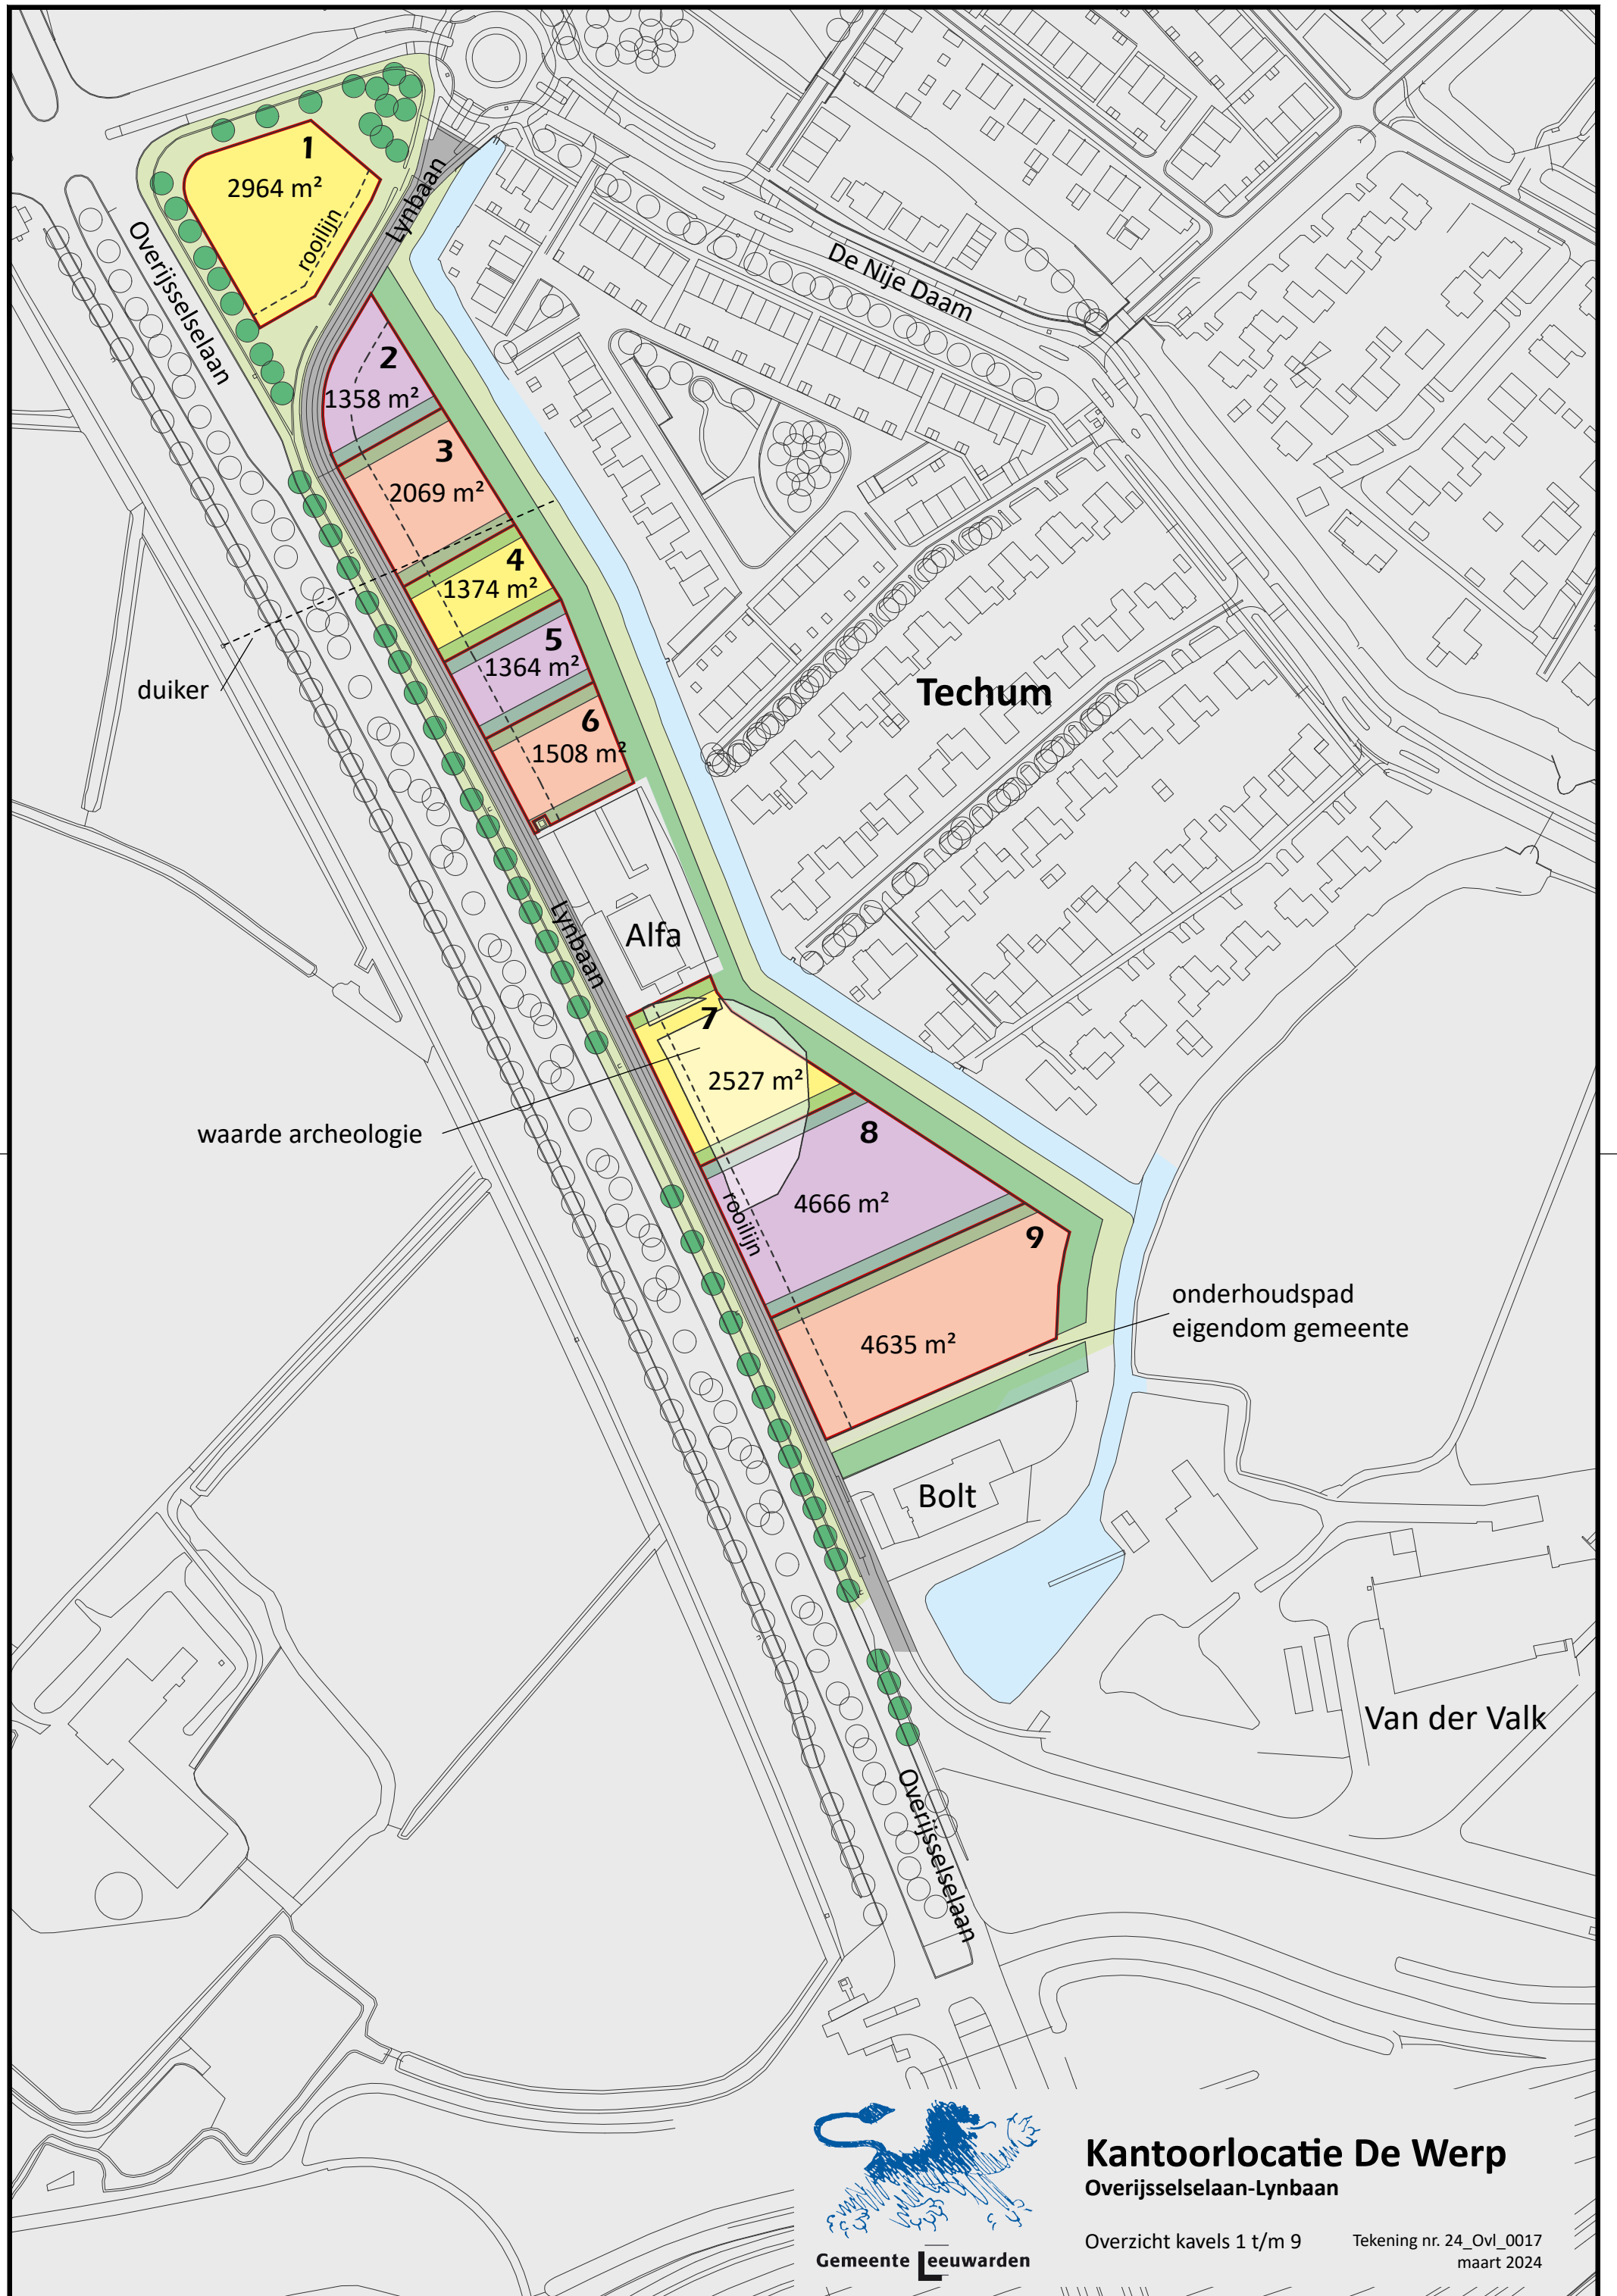 1
2964 m²
rooilijn
Lynbaan
Overijsselselaan
De Nije Daam
2
1358 m²
3
2069 m²
4
1374 m²
5
1364 m²
duiker
6
1508 m²
Techum
Lynbaan
Alfa
7
2527 m²
waarde archeologie
8
4666 m²
rooilijn
9
4635 m²
onderhoudspad
eigendom gemeente
Bolt
Van der Valk
Overijsselselaan
Kantoorlocatie De Werp
Overijsselselaan-Lynbaan
Overzicht kavels 1 t/m 9
Tekening nr. 24_Ovl_0017
maart 2024
Gemeente Leeuwarden